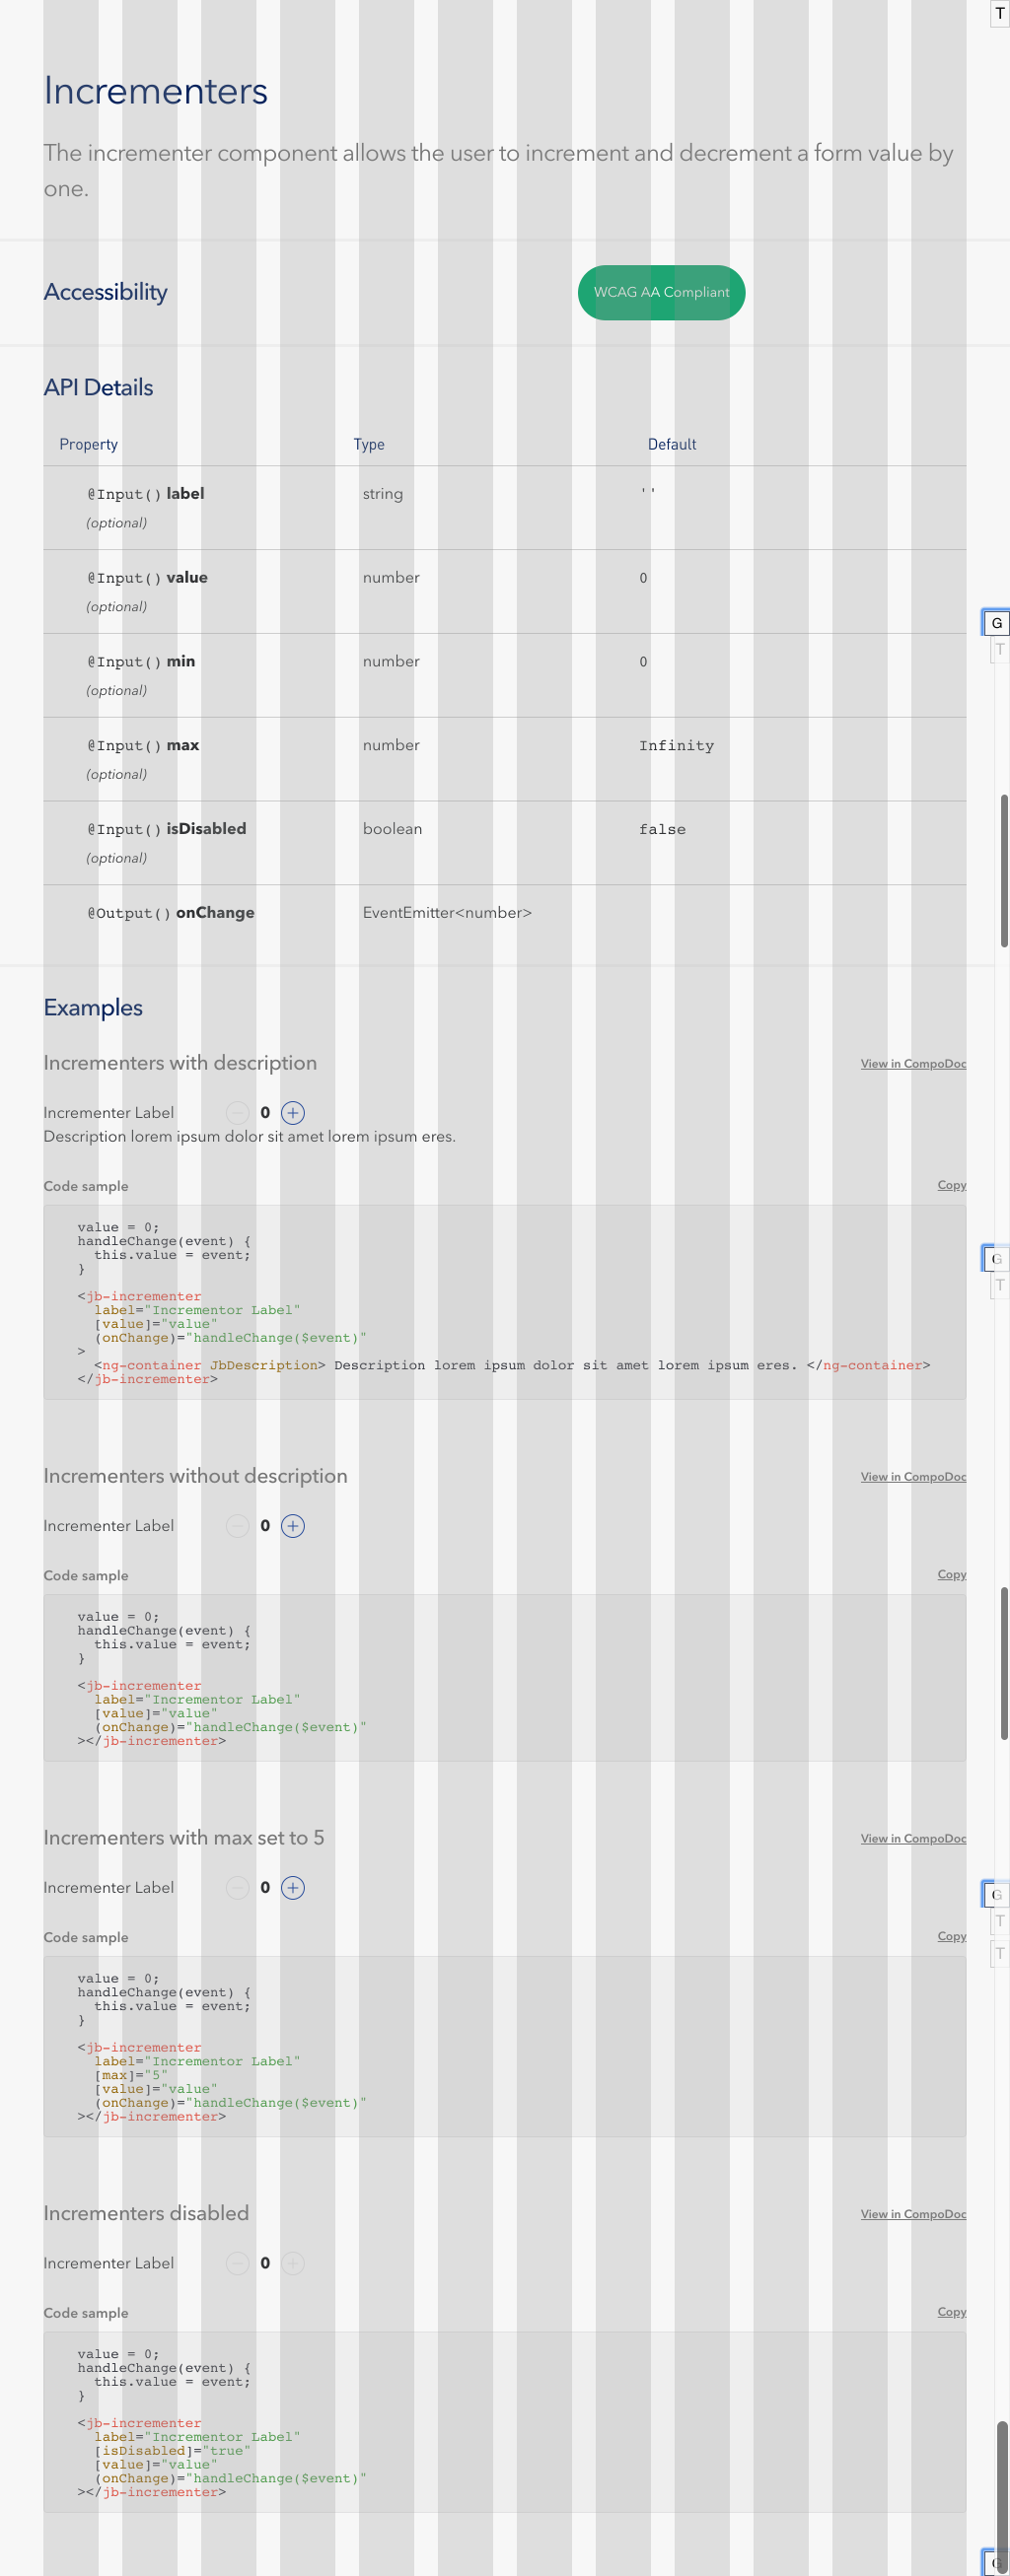 T
Incrementers
The incrementer component allows the user to increment and decrement a form value by
one.
Accessibility WCAG AA Compliant
API Details
Property Type Default
@Input() label string ''
(optional)
@Input() value number 0
(optional)
G
@Input() min number 0
T
(optional)
@Input() max number Infinity
(optional)
@Input() isDisabled boolean false
(optional)
@Output() onChange EventEmitter<number>
Examples
Incrementers with description View in CompoDoc
Incrementer Label − 0 +
Description lorem ipsum dolor sit amet lorem ipsum eres.
Code sample Copy
value = 0;
handleChange(event) {
  this.value = event;
}
G
T
<jb-incrementer
  label="Incrementor Label"
  [value]="value"
  (onChange)="handleChange($event)"
>
  <ng-container JbDescription> Description lorem ipsum dolor sit amet lorem ipsum eres. </ng-container>
</jb-incrementer>
Incrementers without description View in CompoDoc
Incrementer Label − 0 +
Code sample Copy
value = 0;
handleChange(event) {
  this.value = event;
}
<jb-incrementer
  label="Incrementor Label"
  [value]="value"
  (onChange)="handleChange($event)"
></jb-incrementer>
Incrementers with max set to 5 View in CompoDoc
Incrementer Label − 0 +
G
T
Code sample Copy
T
value = 0;
handleChange(event) {
  this.value = event;
}
<jb-incrementer
  label="Incrementor Label"
  [max]="5"
  [value]="value"
  (onChange)="handleChange($event)"
></jb-incrementer>
Incrementers disabled View in CompoDoc
Incrementer Label − 0 +
Code sample Copy
value = 0;
handleChange(event) {
  this.value = event;
}
<jb-incrementer
  label="Incrementor Label"
  [isDisabled]="true"
  [value]="value"
  (onChange)="handleChange($event)"
></jb-incrementer>
G